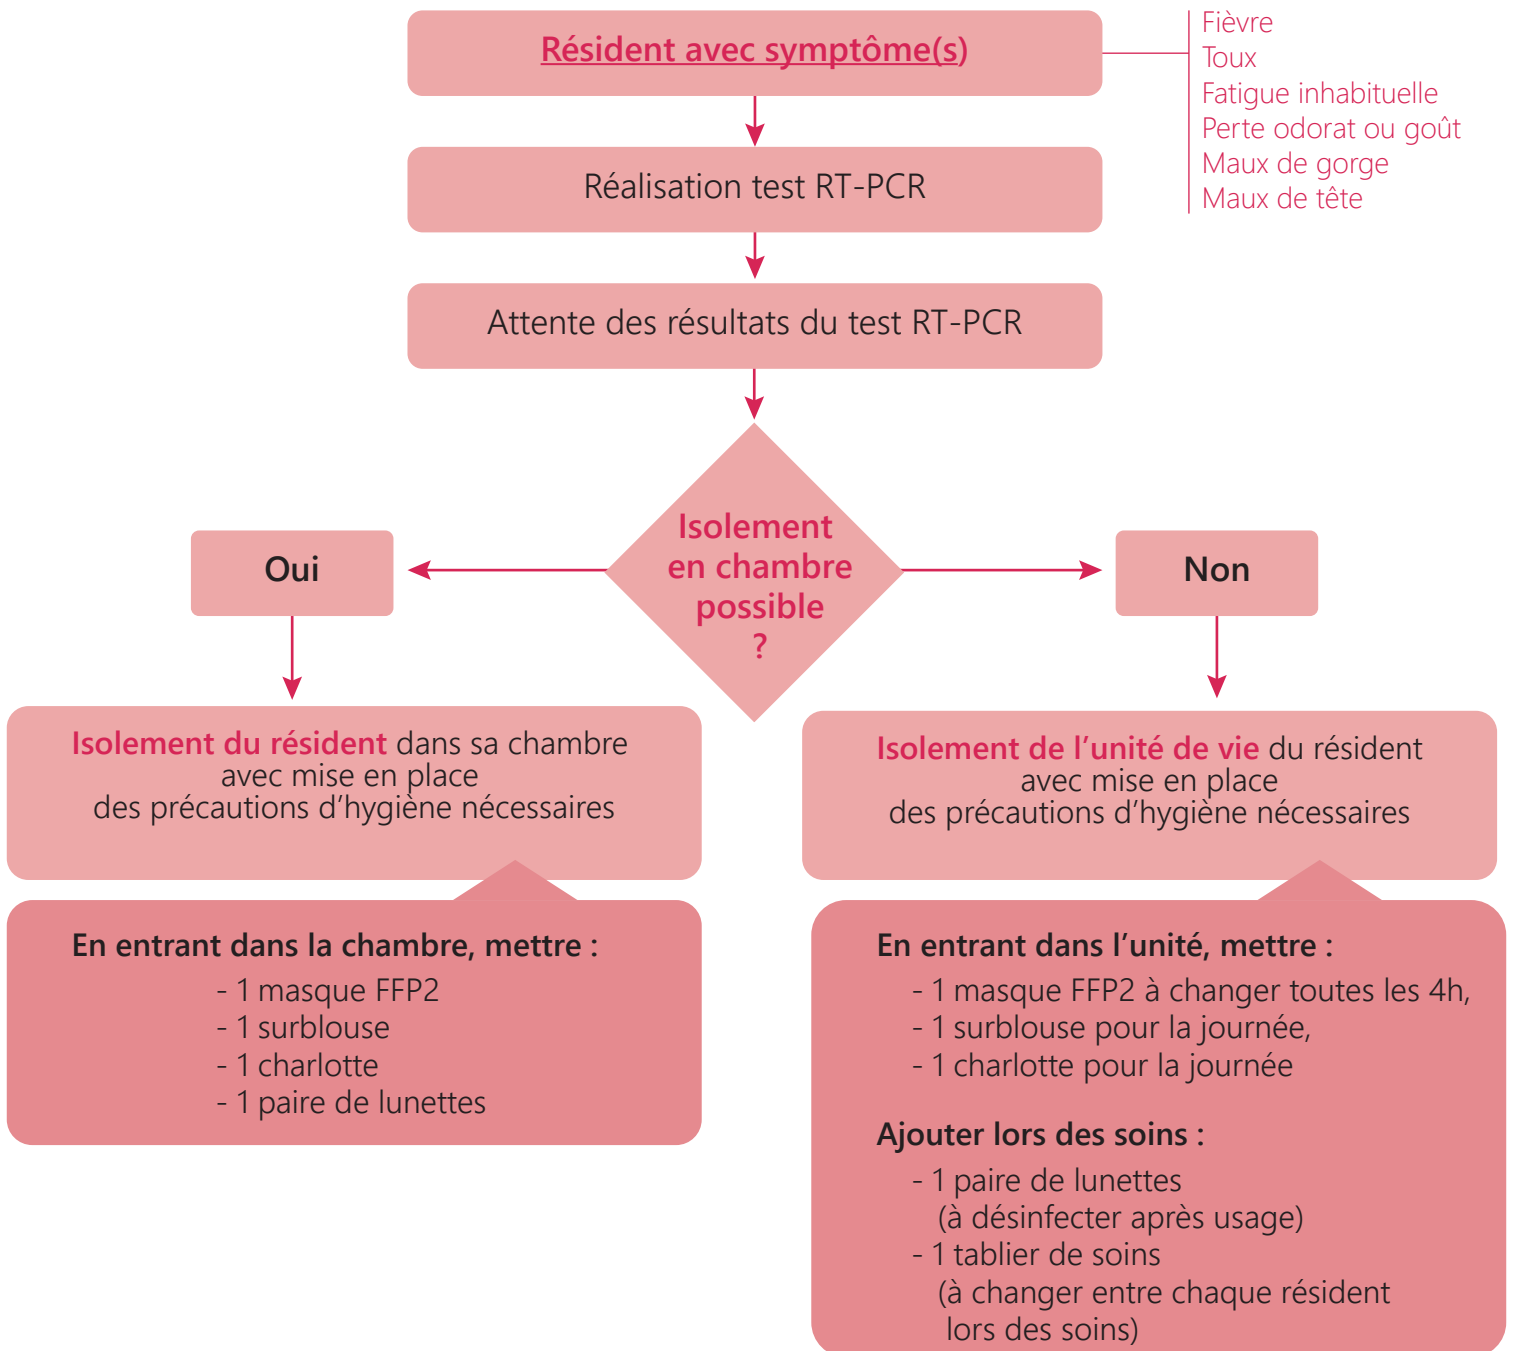 Résident avec symptôme(s)
Fièvre
Toux
Fatigue inhabituelle
Perte odorat ou goût
Maux de gorge
Maux de tête
Réalisation test RT-PCR
Attente des résultats du test RT-PCR
Isolement
en chambre
possible
?
Oui
Non
Isolement du résident dans sa chambre
avec mise en place
des précautions d'hygiène nécessaires
En entrant dans la chambre, mettre :
- 1 masque FFP2
- 1 surblouse
- 1 charlotte
- 1 paire de lunettes
Isolement de l'unité de vie du résident
avec mise en place
des précautions d'hygiène nécessaires
En entrant dans l'unité, mettre :
- 1 masque FFP2 à changer toutes les 4h,
- 1 surblouse pour la journée,
- 1 charlotte pour la journée
Ajouter lors des soins :
- 1 paire de lunettes
(à désinfecter après usage)
- 1 tablier de soins
(à changer entre chaque résident
lors des soins)